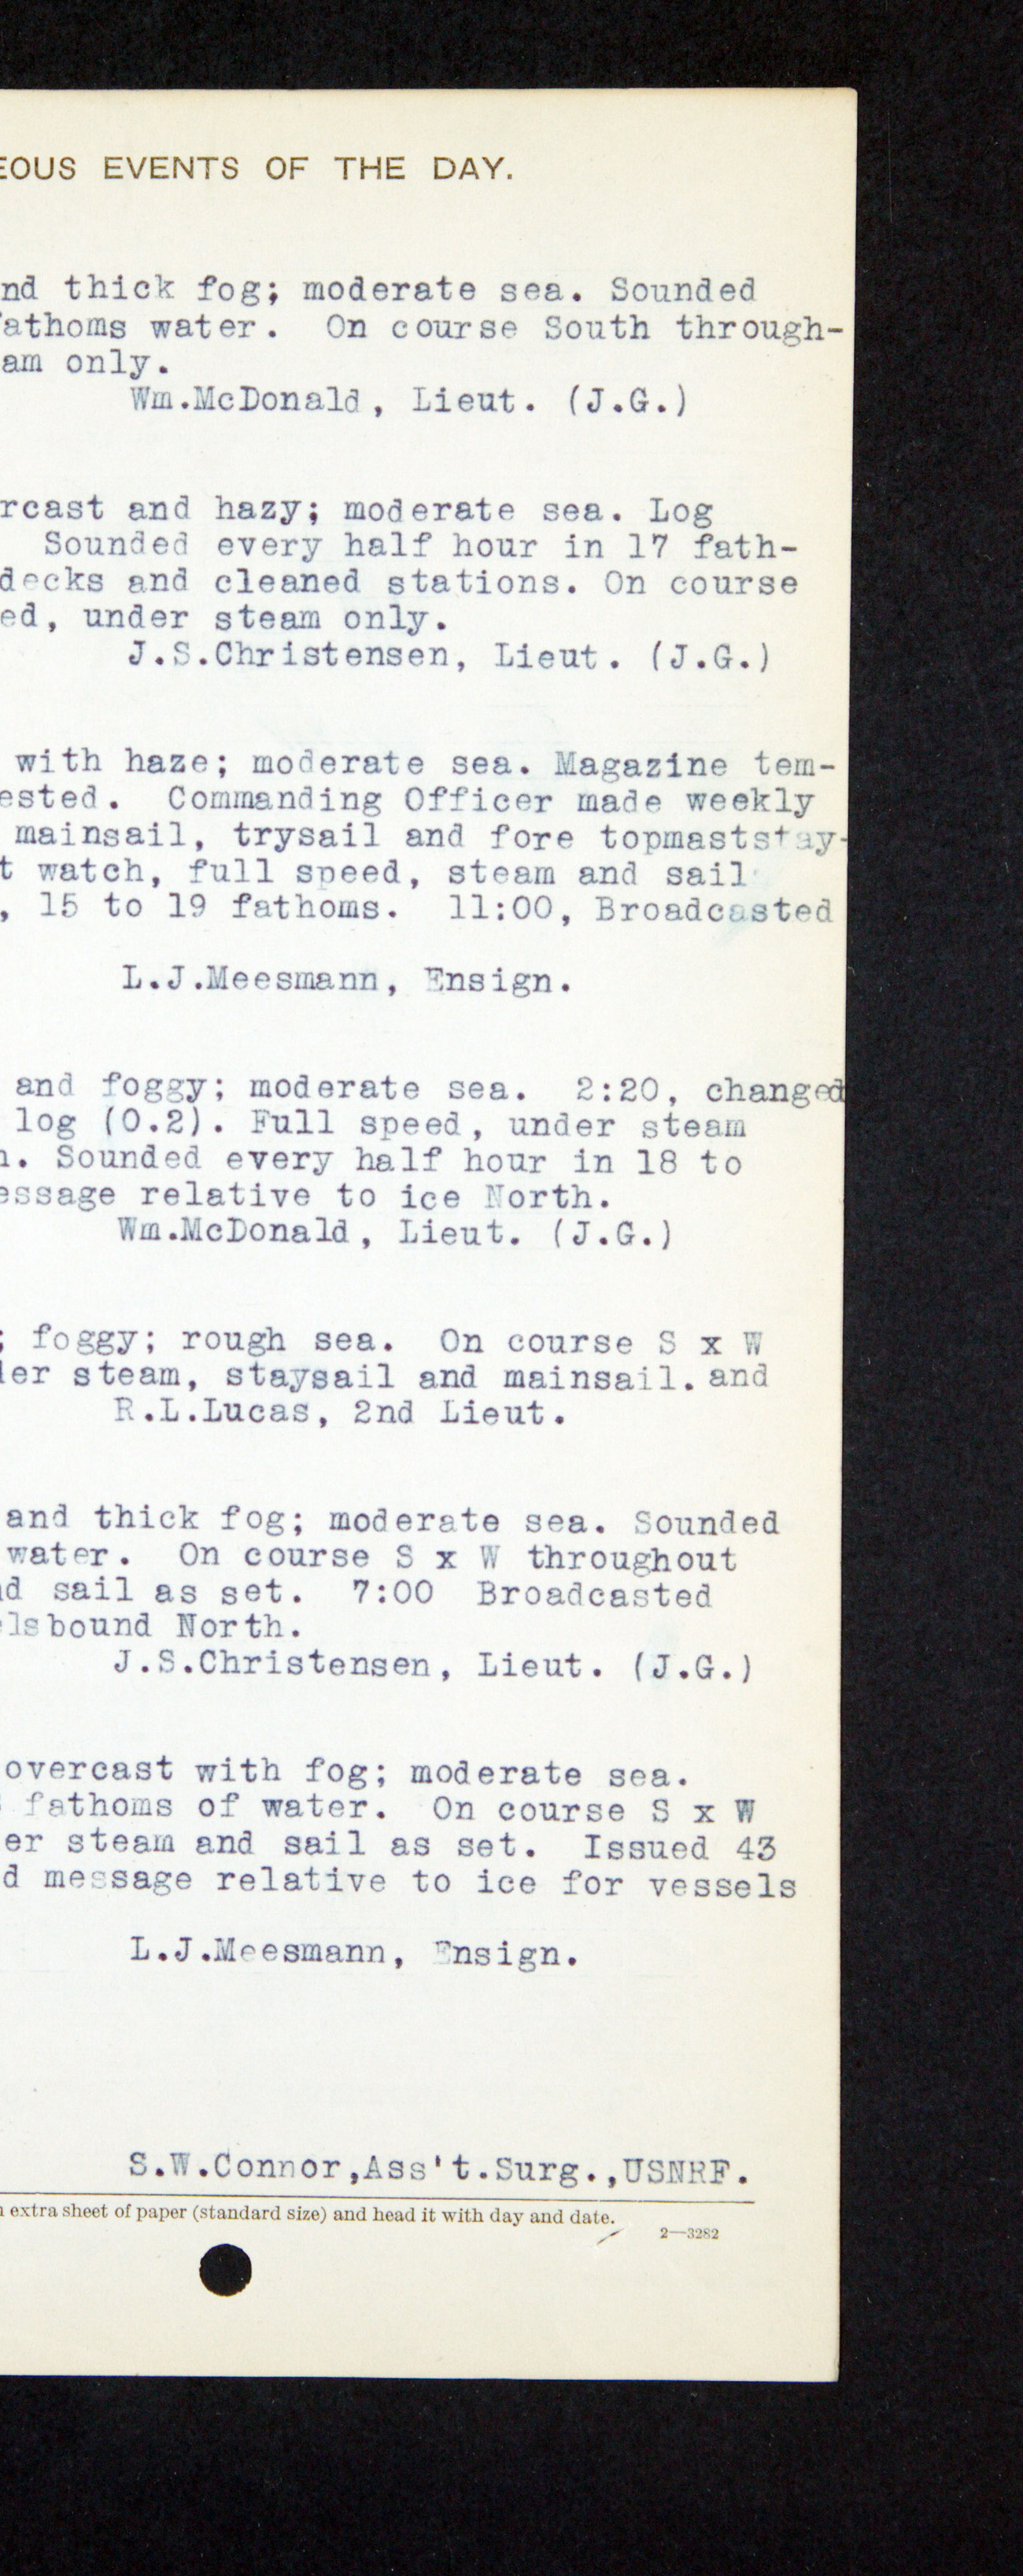 EOUS EVENTS OF THE DAY.
nd thick fog; moderate sea. Sounded
fathoms water. On course South through-
am only.
Wm.McDonald, Lieut. (J.G.)
rcast and hazy; moderate sea. Log
Sounded every half hour in 17 fath-
decks and cleaned stations. On course
ed, under steam only.
J.S.Christensen, Lieut. (J.G.)
with haze; moderate sea. Magazine tem-
ested. Commanding Officer made weekly
mainsail, trysail and fore topmaststay-
t watch, full speed, steam and sail
, 15 to 19 fathoms. 11:00, Broadcasted
L.J.Meesmann, Ensign.
and foggy; moderate sea. 2:20, changed
log (0.2). Full speed, under steam
n. Sounded every half hour in 18 to
essage relative to ice North.
Wm.McDonald, Lieut. (J.G.)
; foggy; rough sea. On course S x W
der steam, staysail and mainsail. and
R.L.Lucas, 2nd Lieut.
and thick fog; moderate sea. Sounded
water. On course S x W throughout
nd sail as set. 7:00 Broadcasted
elsbound North.
J.S.Christensen, Lieut. (J.G.)
overcast with fog; moderate sea.
fathoms of water. On course S x W
er steam and sail as set. Issued 43
d message relative to ice for vessels
L.J.Meesmann, Ensign.
S.W.Connor,Ass't.Surg.,USNRF.
n extra sheet of paper (standard size) and head it with day and date.
2—3282